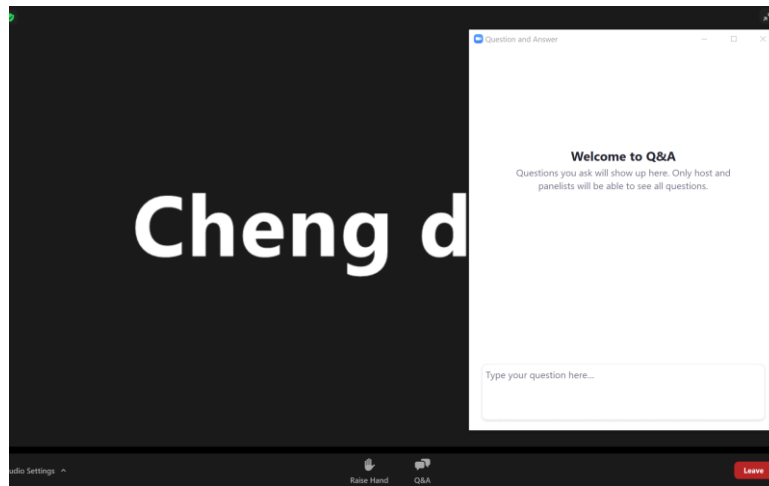 Question and Answer
Welcome to Q&A
Questions you ask will show up here. Only host and
panelists will be able to see all questions.
Cheng d
Type your question here...
udio Settings
Raise Hand
Q&A
Leave